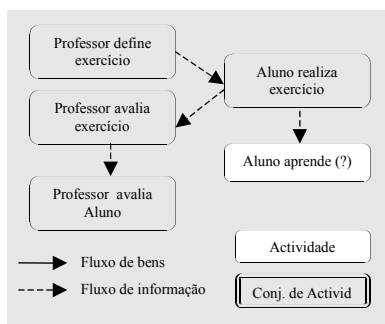 Professor define
exercício
Aluno realiza
exercício
Professor avalia
exercício
Aluno aprende (?)
Professor avalia
Aluno
Actividade
Fluxo de bens
Fluxo de informação
Conj. de Activid